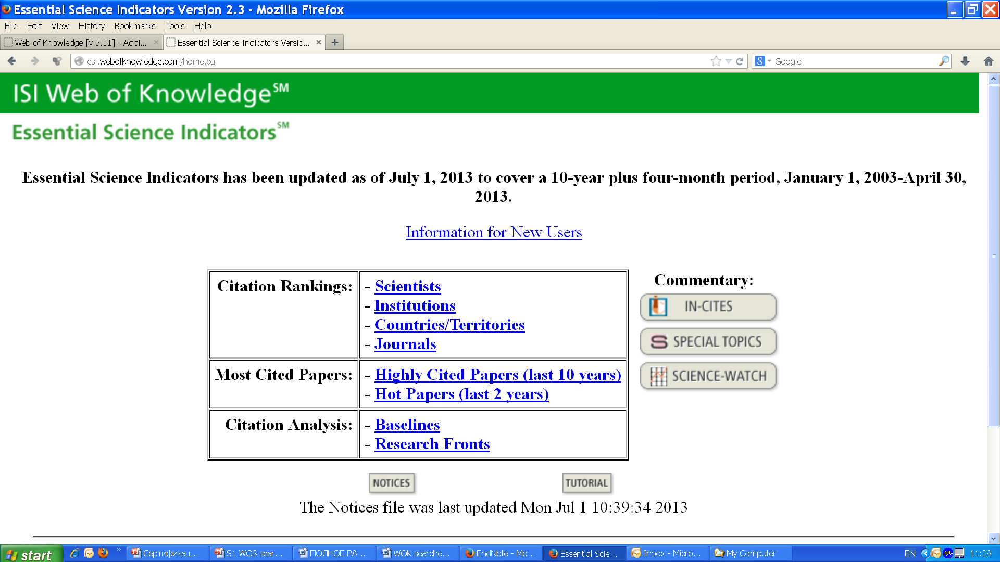 Essential Science Indicators Version 2.3 - Mozilla Firefox
File Edit View History Bookmarks Tools Help
Web of Knowledge [v.5.11] - Addi... Essential Science Indicators Versio...
esi.webofknowledge.com/home.cgi Google
ISI Web of Knowledge SM
Essential Science Indicators SM
Essential Science Indicators has been updated as of July 1, 2013 to cover a 10-year plus four-month period, January 1, 2003-April 30,
2013.
Information for New Users
Citation Rankings:
- Scientists
- Institutions
- Countries/Territories
- Journals
Most Cited Papers:
- Highly Cited Papers (last 10 years)
- Hot Papers (last 2 years)
Citation Analysis:
- Baselines
- Research Fronts
Commentary:
IN-CITES
SPECIAL TOPICS
SCIENCE-WATCH
NOTICES TUTORIAL
The Notices file was last updated Mon Jul 1 10:39:34 2013
start Сертификац... S1 WOS sear... ПОЛНОЕ РА... WOK searche... EndNote - Mo... Essential Scie... Inbox - Micro... My Computer EN 11:29